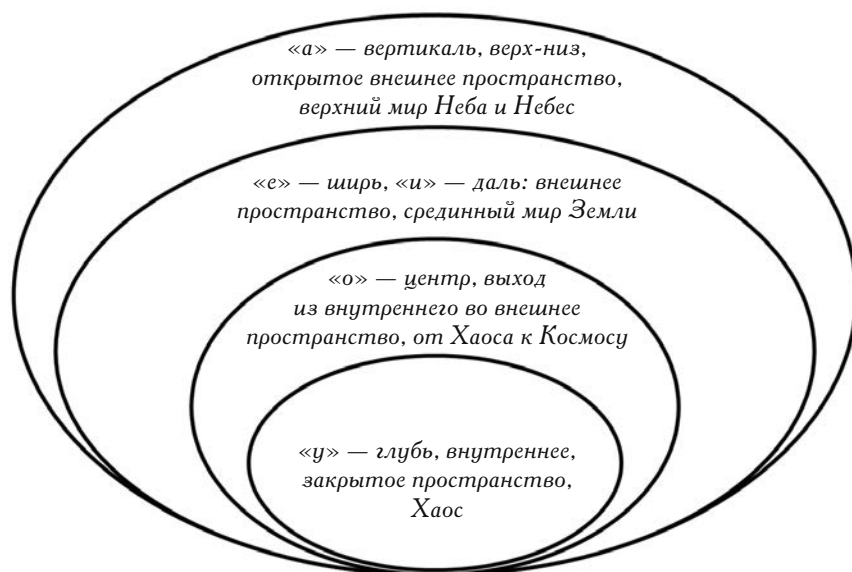 «а» — вертикаль, верх-низ,
открытое внешнее пространство,
верхний мир Неба и Небес
«е» — ширь, «и» — даль: внешнее
пространство, срединный мир Земли
«о» — центр, выход
из внутреннего во внешнее
пространство, от Хаоса к Космосу
«у» — глубь, внутреннее,
закрытое пространство,
Хаос